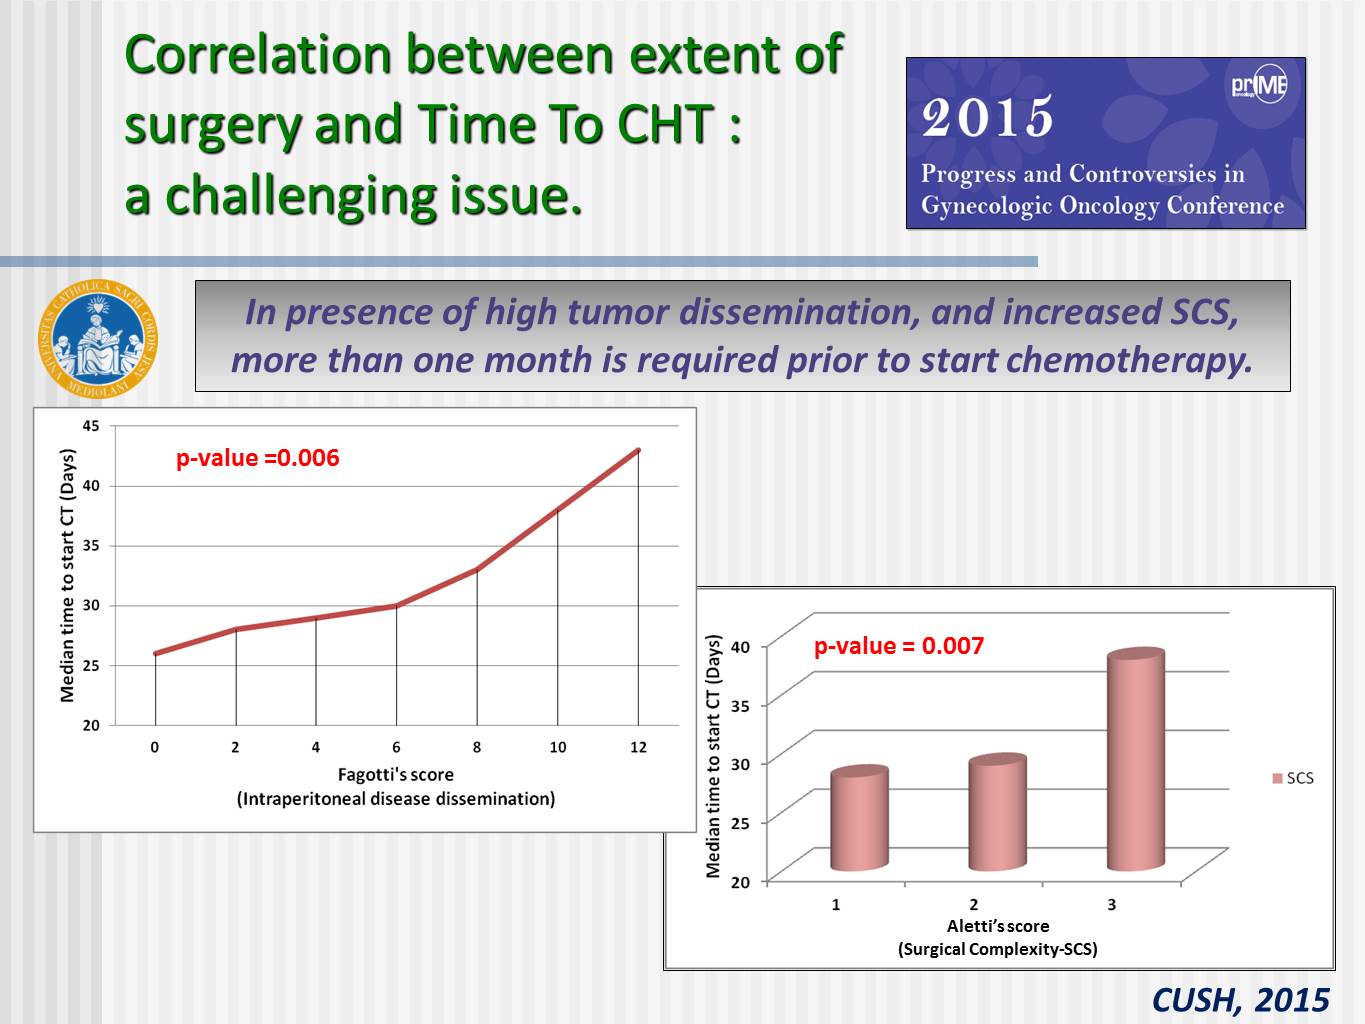 Correlation between extent of
surgery and Time To CHT :
a challenging issue.
prIME
oncology
2015
Progress and Controversies in
Gynecologic Oncology Conference
UNIVERSITAS CATHOLICA SACRI CORDIS IESU
MEDIOLANI
In presence of high tumor dissemination, and increased SCS,
more than one month is required prior to start chemotherapy.
p-value =0.006
Median time to start CT (Days)
45
40
35
30
25
20
0 2 4 6 8 10 12
Fagotti's score
(Intraperitoneal disease dissemination)
p-value = 0.007
Median time to start CT (Days)
40
35
30
25
20
1 2 3
SCS
Aletti’s score
(Surgical Complexity-SCS)
CUSH, 2015